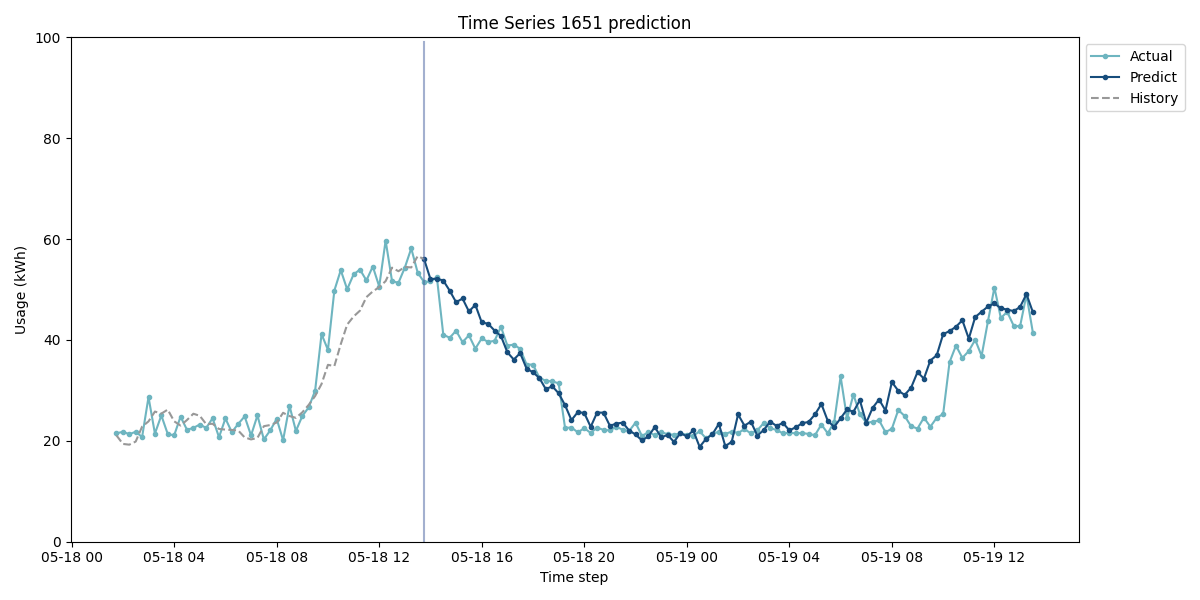 Time Series 1651 prediction
100
80
60
40
20
0
Usage (kWh)
05-18 00
05-18 04
05-18 08
05-18 12
05-18 16
05-18 20
05-19 00
05-19 04
05-19 08
05-19 12
Time step
Actual
Predict
History